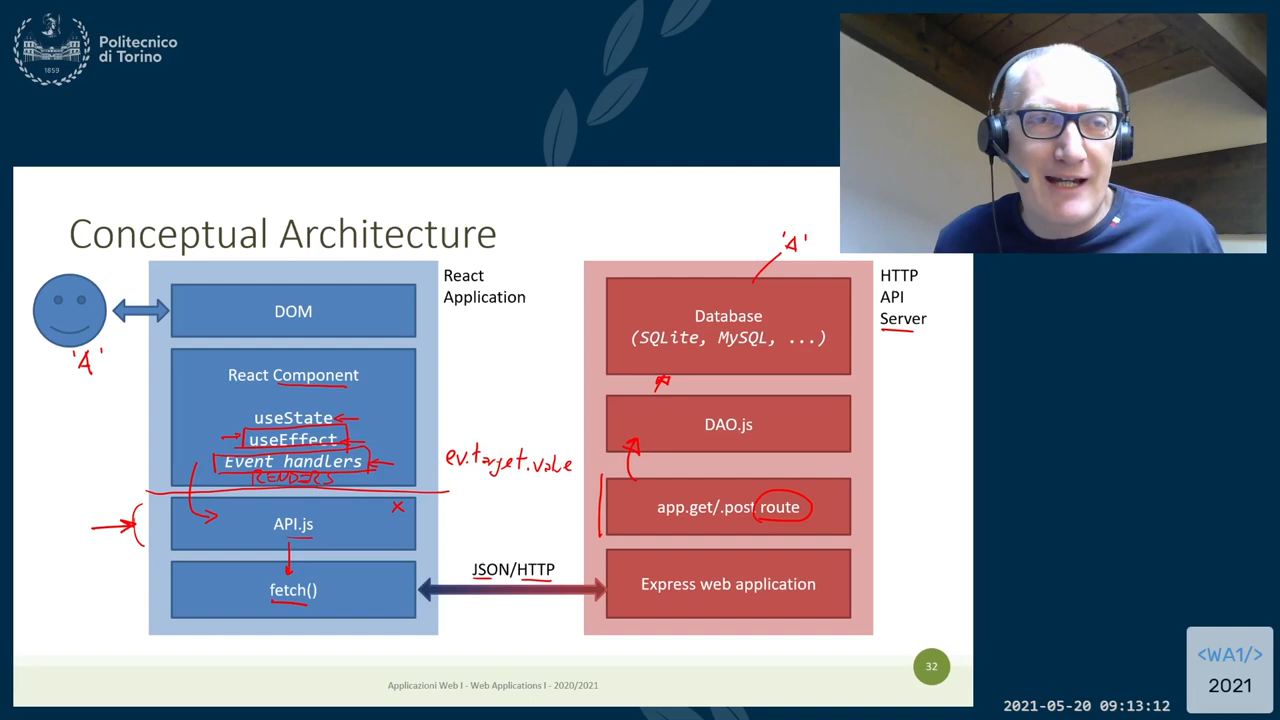 Politecnico
di Torino
1859
Conceptual Architecture
React
Application
DOM
'A'
React Component
useState
useEffect
Event handlers
RENDERS
ev.target.value
API.js
x
fetch()
JSON/HTTP
'A'
HTTP
API
Server
Database
(SQLite, MySQL, ...)
DAO.js
app.get/.post route
Express web application
32
Applicazioni Web I - Web Applications I - 2020/2021
<WA1/>
2021
2021-05-20 09:13:12